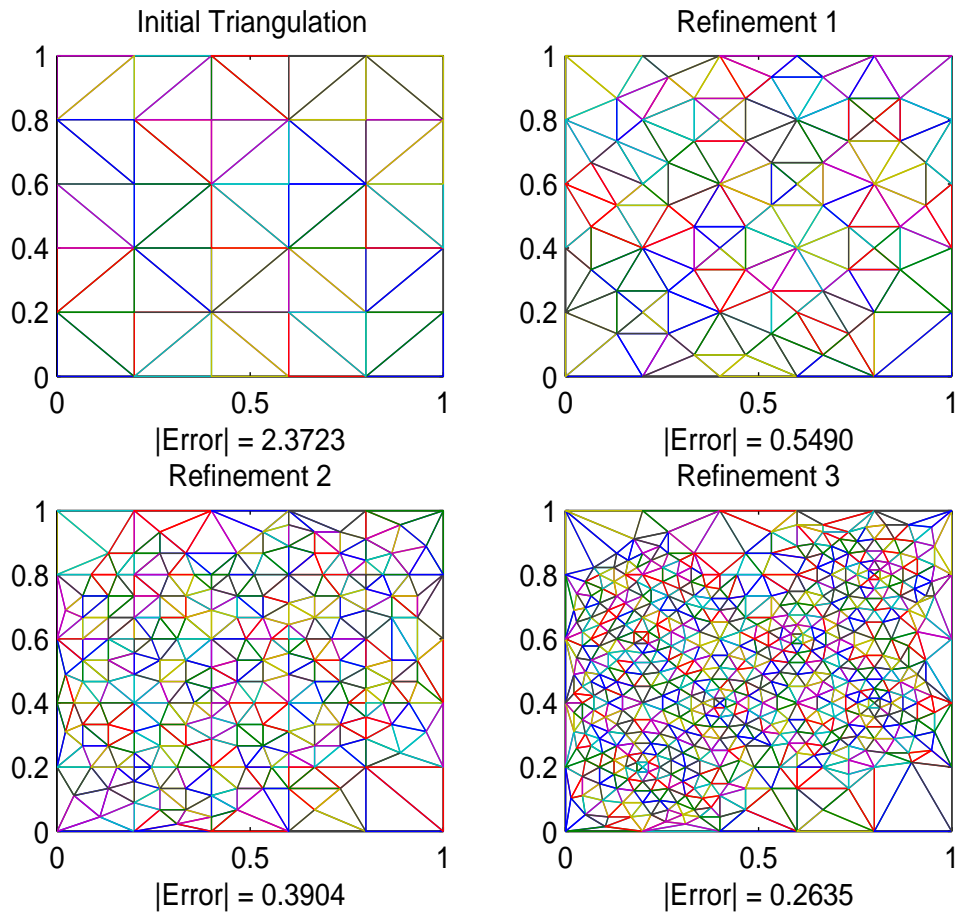 Initial Triangulation
1
0.8
0.6
0.4
0.2
0
0 0.5 1
|Error| = 2.3723
Refinement 1
1
0.8
0.6
0.4
0.2
0
0 0.5 1
|Error| = 0.5490
Refinement 2
1
0.8
0.6
0.4
0.2
0
0 0.5 1
|Error| = 0.3904
Refinement 3
1
0.8
0.6
0.4
0.2
0
0 0.5 1
|Error| = 0.2635